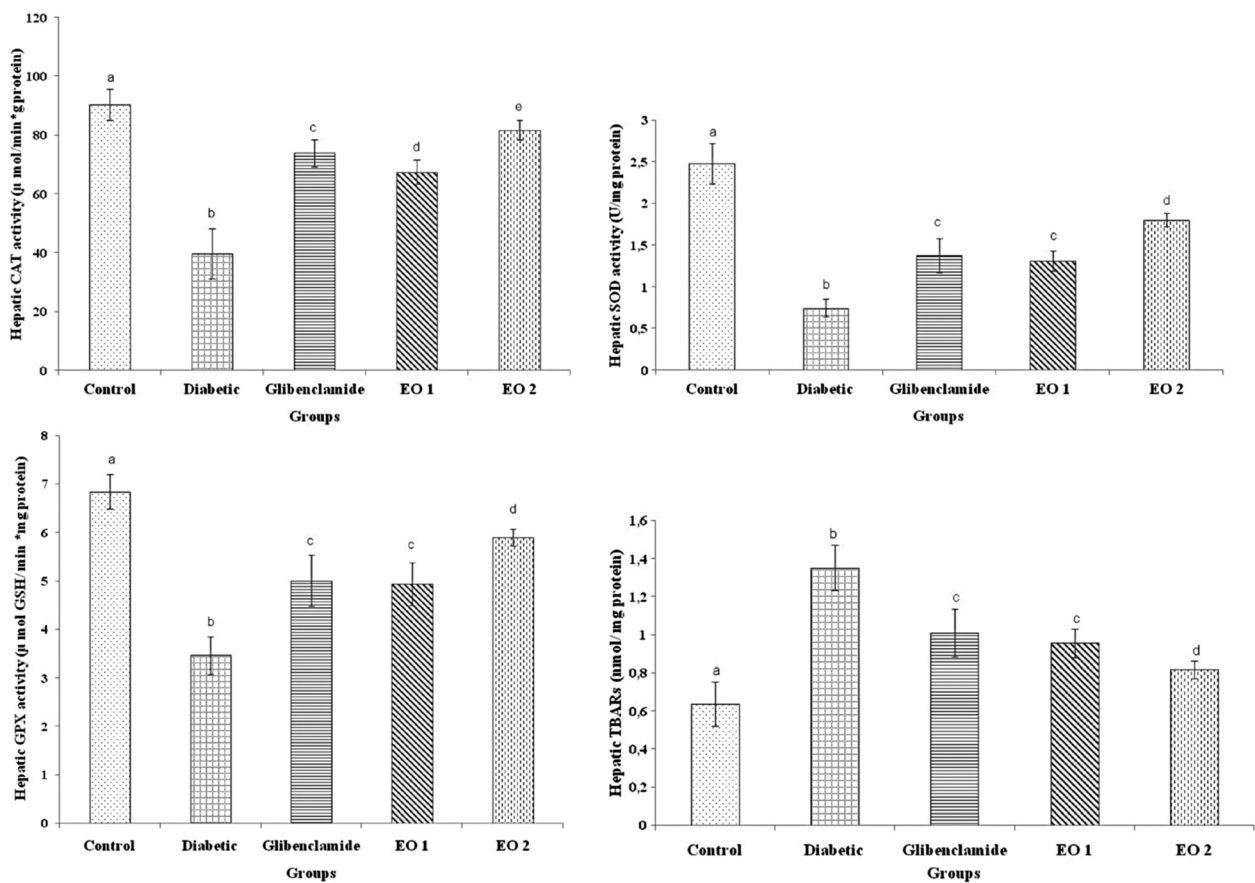 Hepatic CAT activity (µ mol/min*gprotein)
120
100
80
60
40
20
0
a
b
c
d
e
Control Diabetic Glibenclamide EO 1 EO 2
Groups
Hepatic SOD activity (U/mg protein)
3
2,5
2
1,5
1
0,5
0
a
b
c
c
d
Control Diabetic Glibenclamide EO 1 EO 2
Groups
Hepatic GPX activity (µ mol GSH/ min *mg protein)
8
7
6
5
4
3
2
1
0
a
b
c
c
d
Control Diabetic Glibenclamide EO 1 EO 2
Groups
Hepatic TBARs (nmol/ mg protein)
1,6
1,4
1,2
1
0,8
0,6
0,4
0,2
0
a
b
c
c
d
Control Diabetic Glibenclamide EO 1 EO 2
Groups